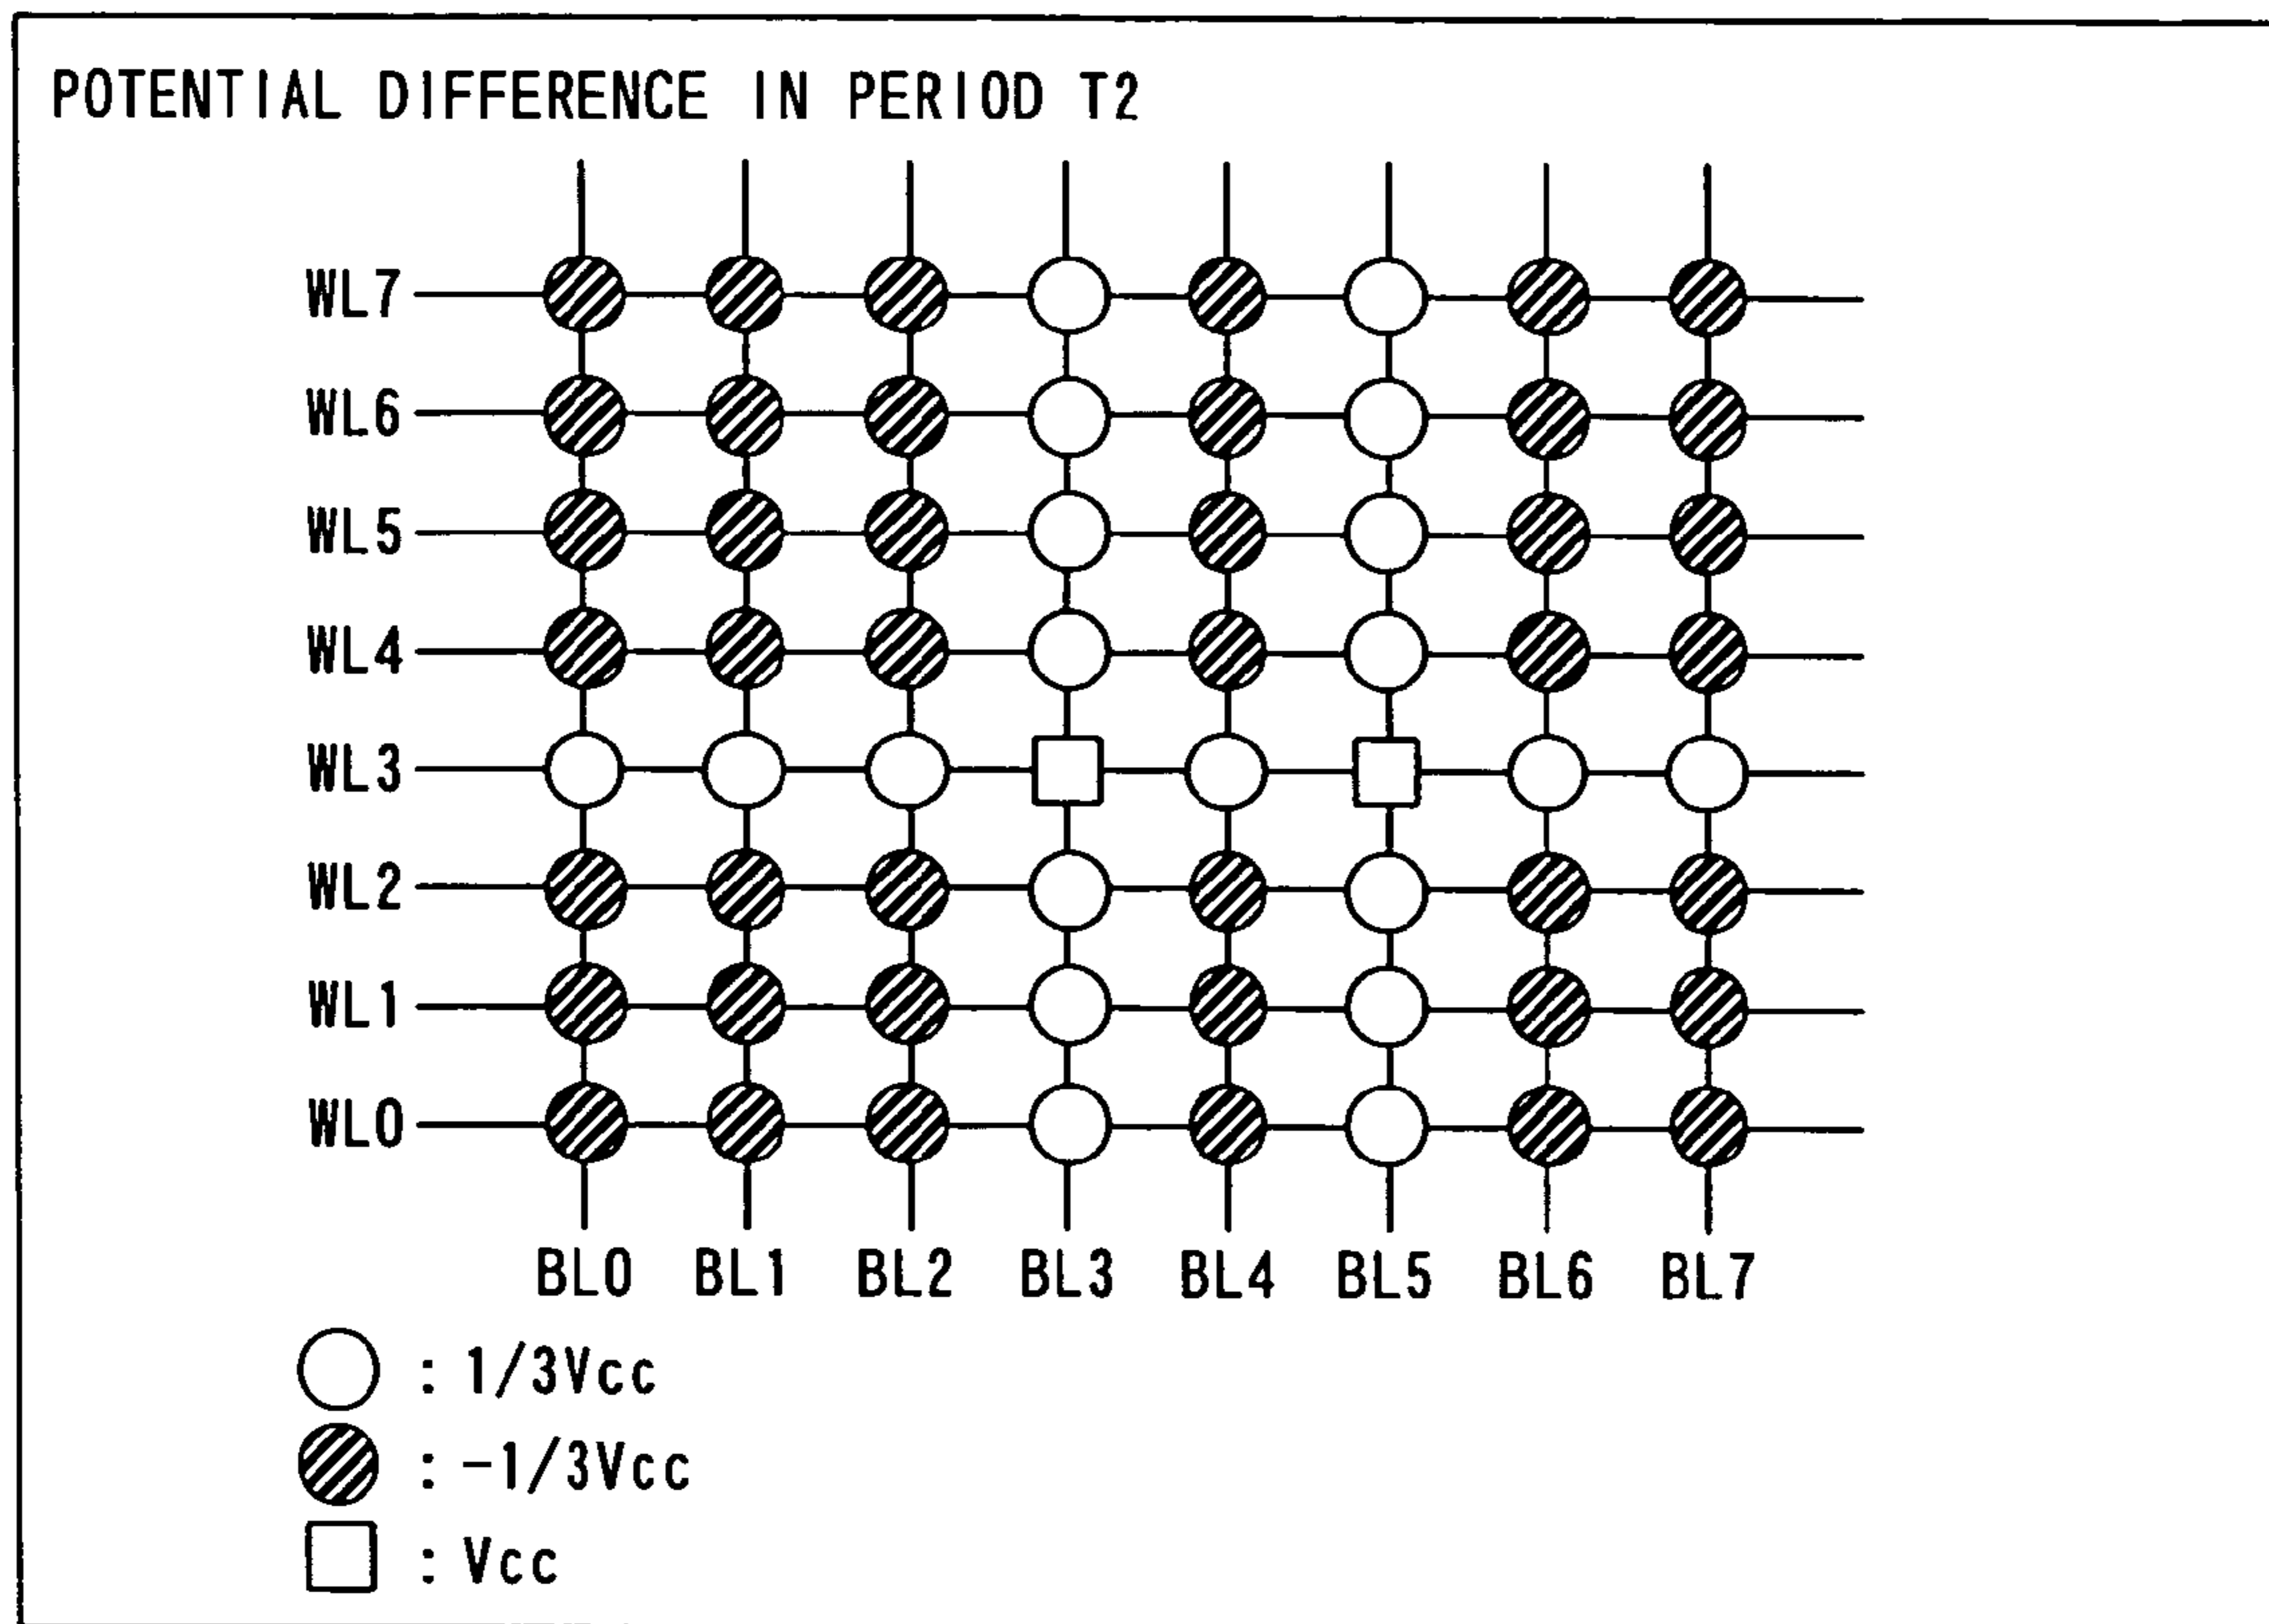 POTENTIAL DIFFERENCE IN PERIOD T2
WL7
WL6
WL5
WL4
WL3
WL2
WL1
WL0
BL0 BL1 BL2 BL3 BL4 BL5 BL6 BL7
: 1/3Vcc
: -1/3Vcc
: Vcc